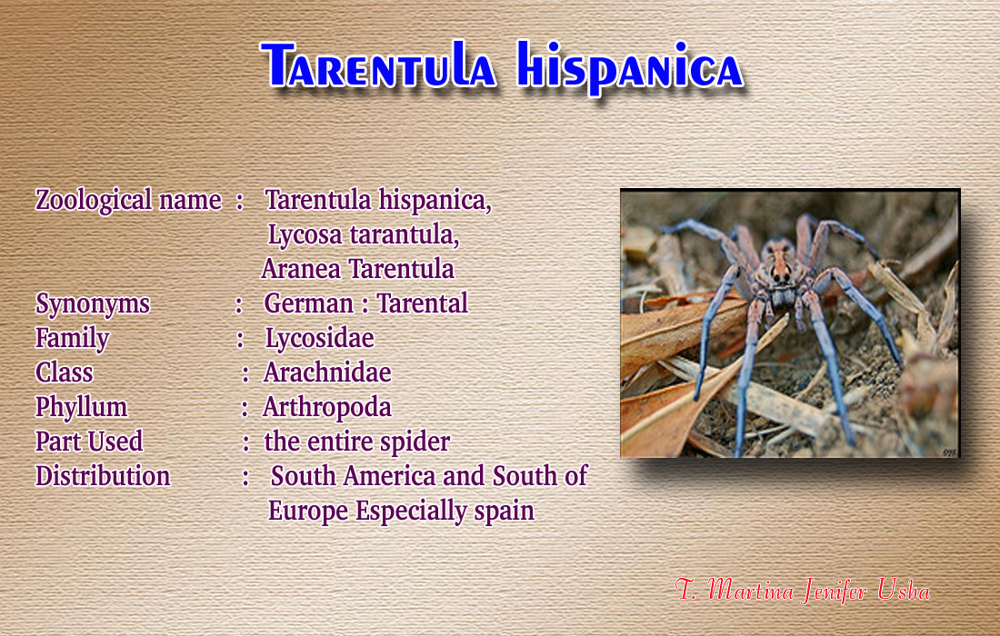 Tarentula hispanica
Zoological name : Tarentula hispanica,
Lycosa tarantula,
Aranea Tarentula
Synonyms : German : Tarental
Family : Lycosidae
Class : Arachnidae
Phyllum : Arthropoda
Part Used : the entire spider
Distribution : South America and South of
Europe Especially spain
T. Martina Jenifer Usha